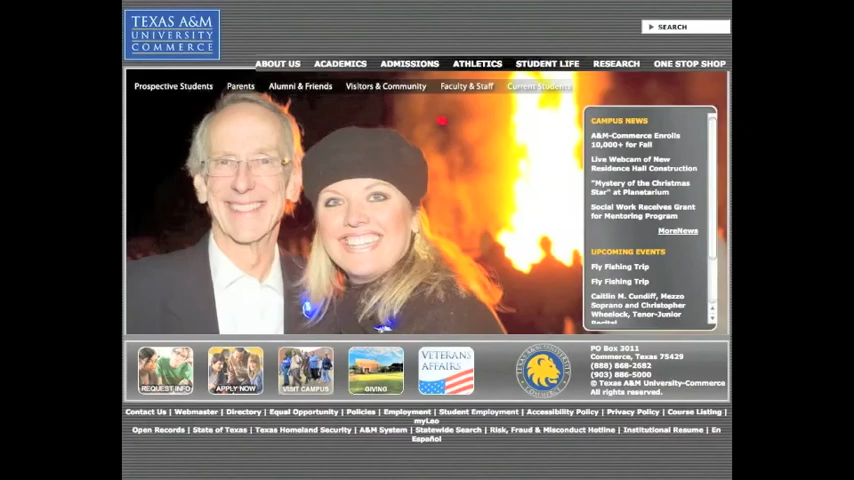 TEXAS A&M
UNIVERSITY
COMMERCE
SEARCH
ABOUT US ACADEMICS ADMISSIONS ATHLETICS STUDENT LIFE RESEARCH ONE STOP SHOP
Prospective Students Parents Alumni & Friends Visitors & Community Faculty & Staff Current Students
CAMPUS NEWS
A&M-Commerce Enrolls
10,000+ for Fall
Live Webcam of New
Residence Hall Construction
"Mystery of the Christmas
Star" at Planetarium
Social Work Receives Grant
for Mentoring Program
MoreNews
UPCOMING EVENTS
Fly Fishing Trip
Fly Fishing Trip
Caitlin M. Cundiff, Mezzo
Soprano and Christopher
Wheelock, Tenor-Junior
Recital
REQUEST INFO
APPLY NOW
VISIT CAMPUS
GIVING
VETERANS
AFFAIRS
TEXAS A&M UNIVERSITY
COMMERCE
PO Box 3011
Commerce, Texas 75429
(888) 868-2682
(903) 886-5000
© Texas A&M University-Commerce
All rights reserved.
Contact Us | Webmaster | Directory | Equal Opportunity | Policies | Employment | Student Employment | Accessibility Policy | Privacy Policy | Course Listing |
myLeo
Open Records | State of Texas | Texas Homeland Security | A&M System | Statewide Search | Risk, Fraud & Misconduct Hotline | Institutional Resume | En
Español